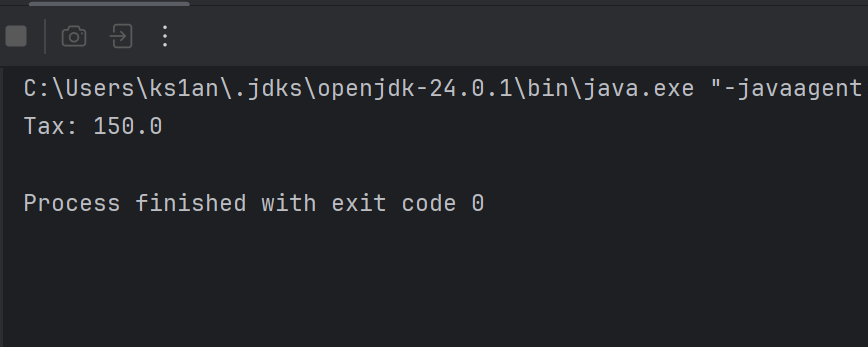 C:\Users\ks1an\.jdks\openjdk-24.0.1\bin\java.exe "-javaagent
Tax: 150.0
Process finished with exit code 0